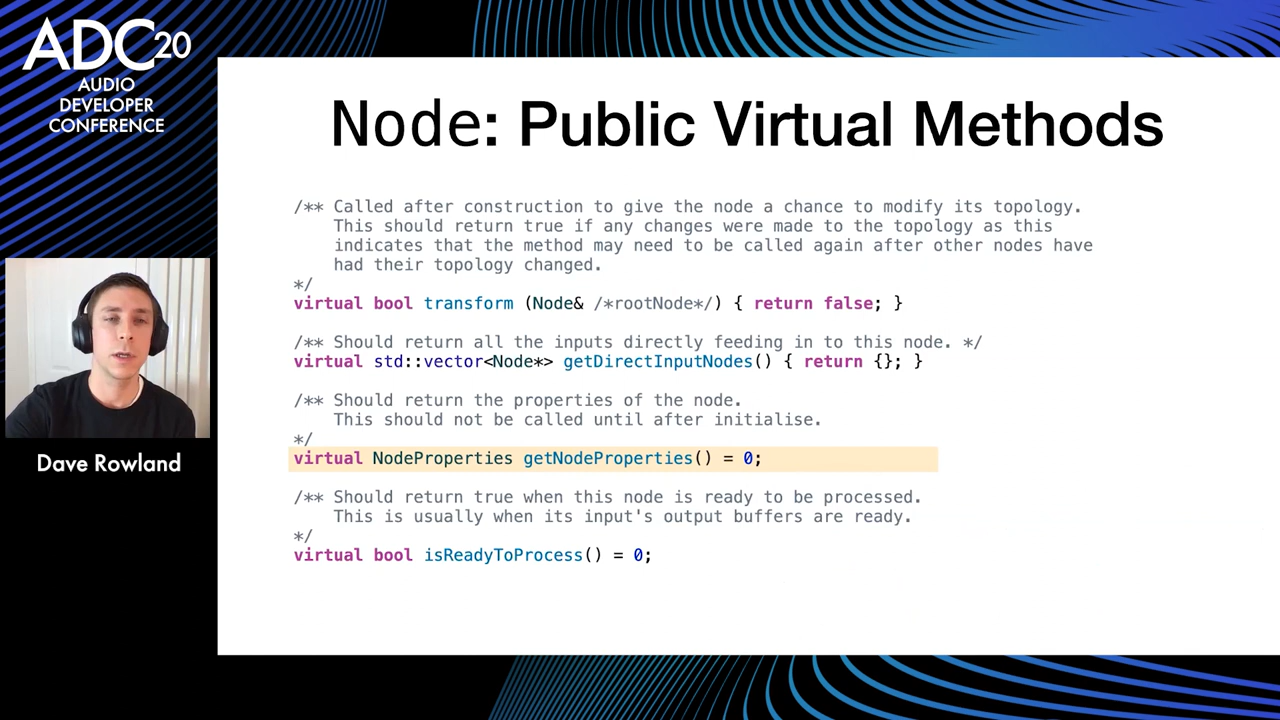 ADC20
AUDIO
DEVELOPER
CONFERENCE
Node: Public Virtual Methods
/** Called after construction to give the node a chance to modify its topology.
This should return true if any changes were made to the topology as this
indicates that the method may need to be called again after other nodes have
had their topology changed.
*/
virtual bool transform (Node& /*rootNode*/) { return false; }
/** Should return all the inputs directly feeding in to this node. */
virtual std::vector<Node*> getDirectInputNodes() { return {}; }
/** Should return the properties of the node.
This should not be called until after initialise.
*/
virtual NodeProperties getNodeProperties() = 0;
/** Should return true when this node is ready to be processed.
This is usually when its input's output buffers are ready.
*/
virtual bool isReadyToProcess() = 0;
Dave Rowland